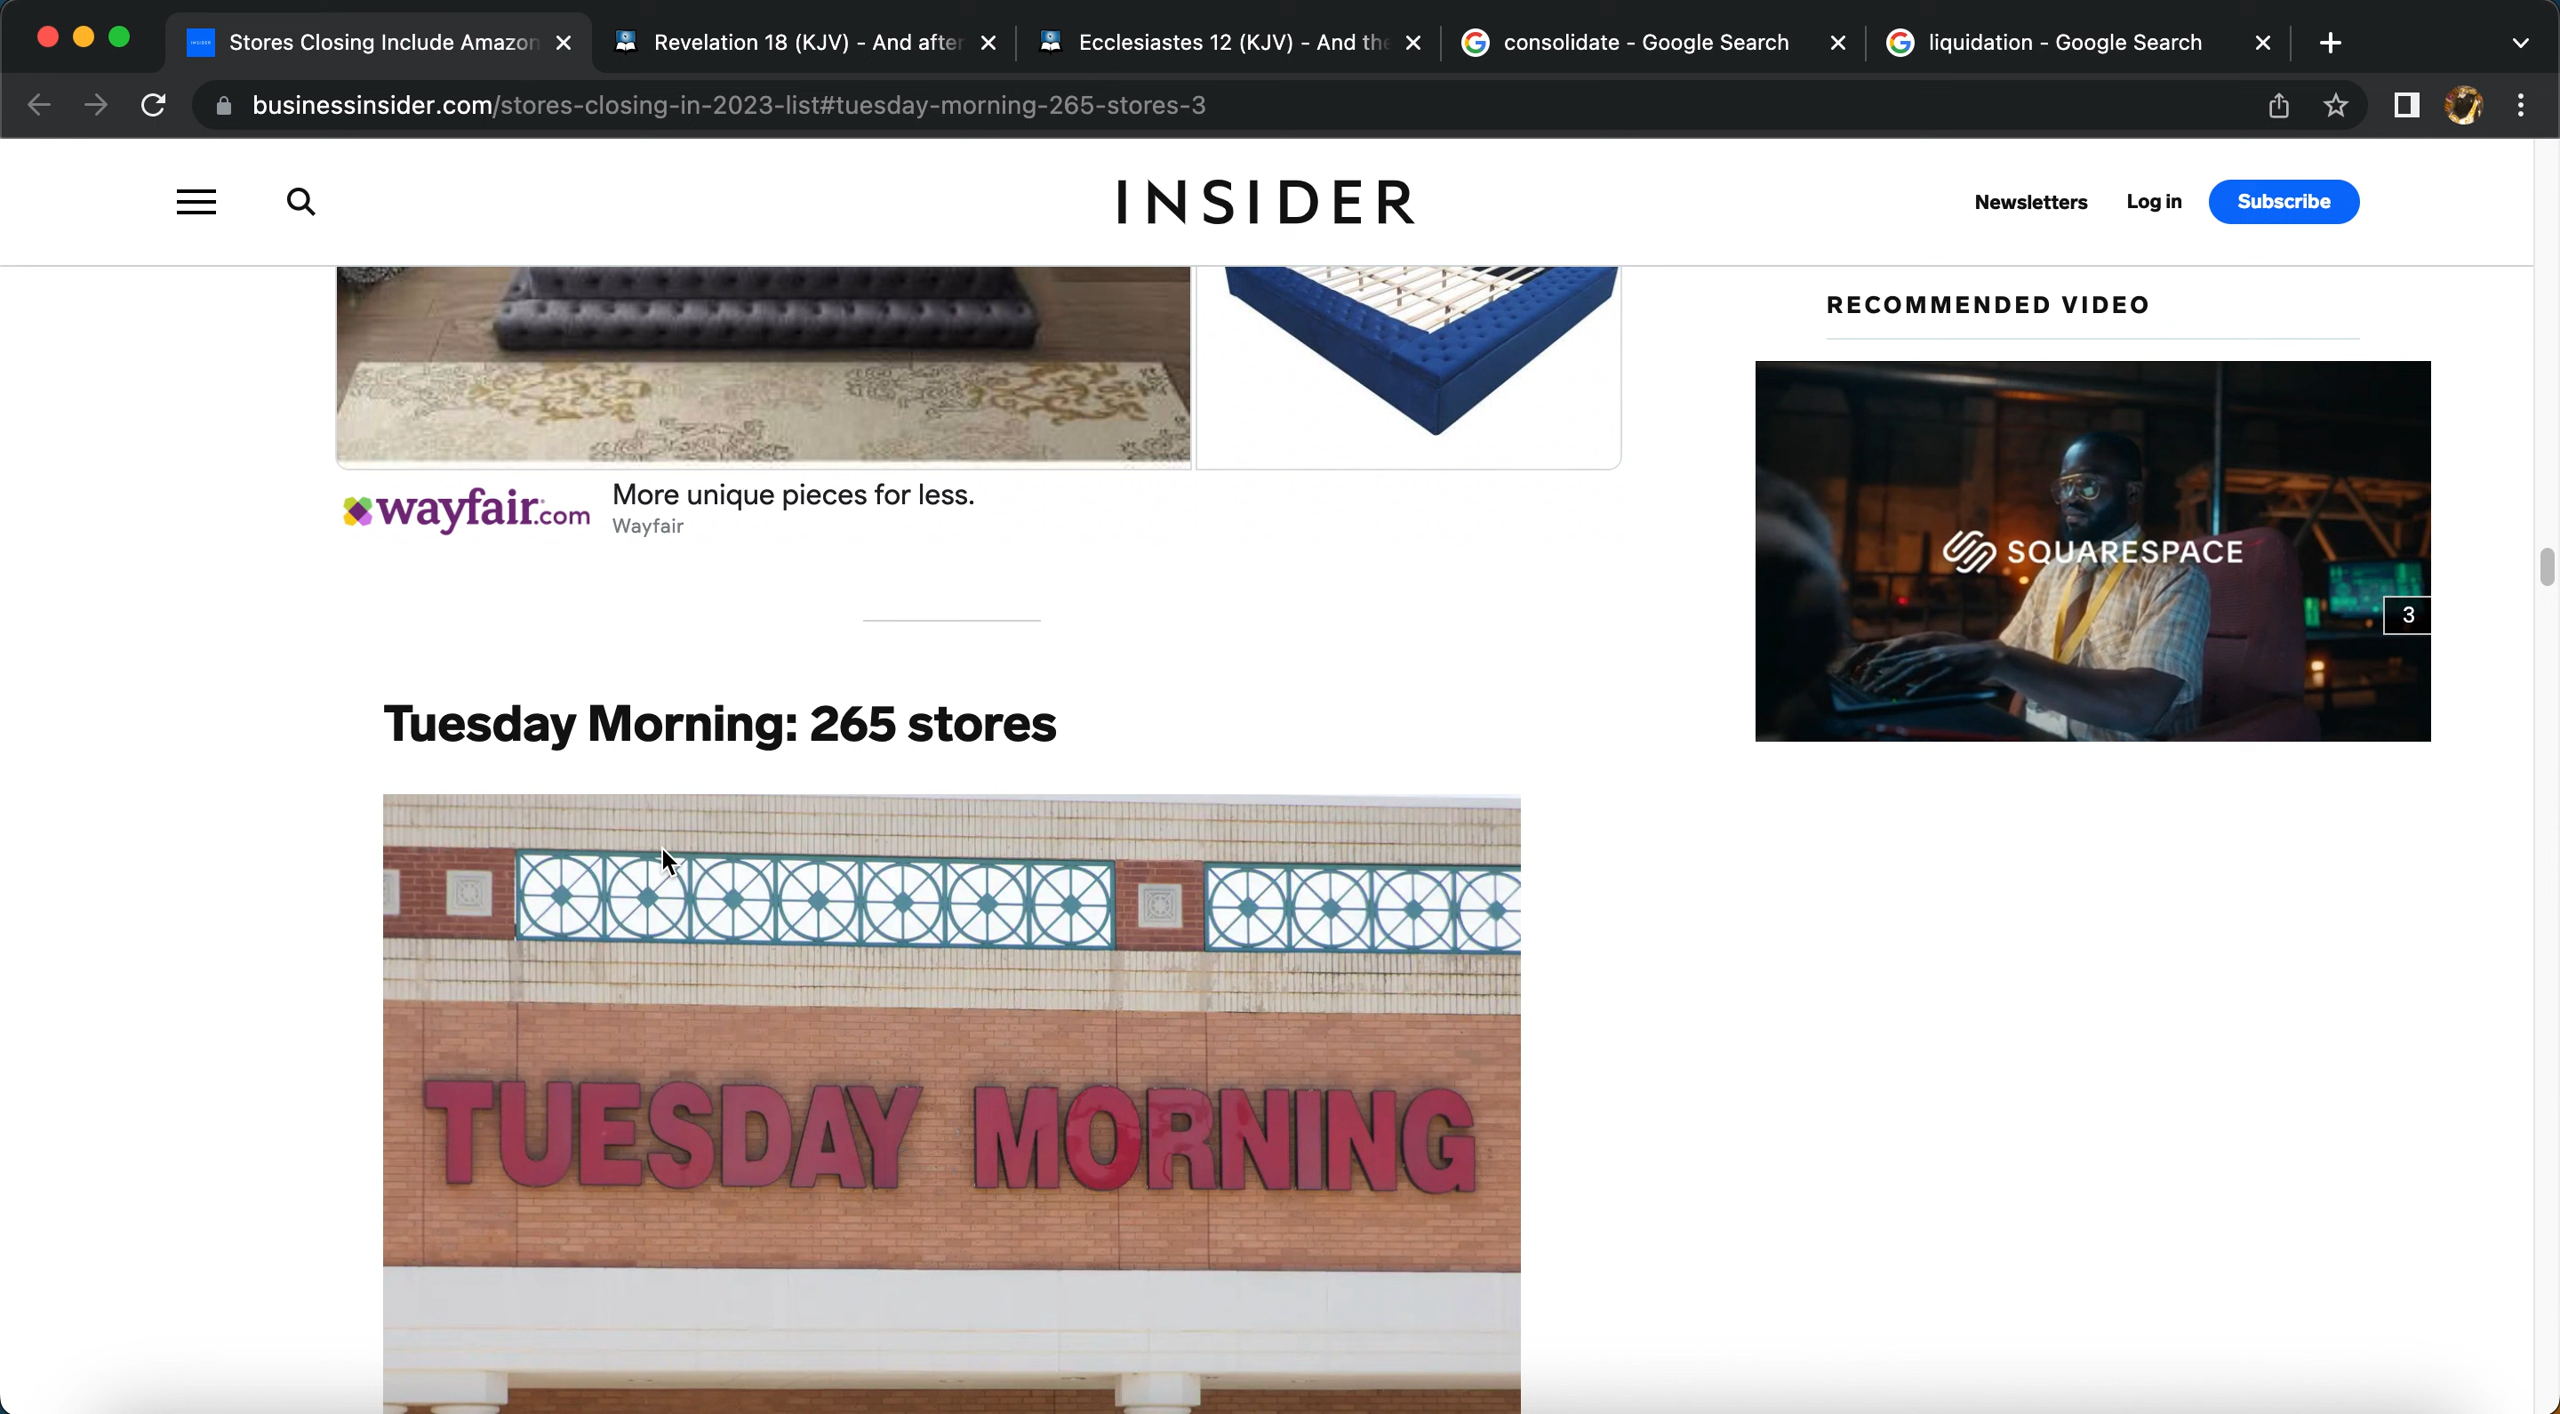 Stores Closing Include Amazon
Revelation 18 (KJV) - And after
Ecclesiastes 12 (KJV) - And the
consolidate - Google Search
liquidation - Google Search
businessinsider.com/stores-closing-in-2023-list#tuesday-morning-265-stores-3
INSIDER
Newsletters
Log in
Subscribe
RECOMMENDED VIDEO
SQUARESPACE
3
wayfair.com
More unique pieces for less.
Wayfair
Tuesday Morning: 265 stores
TUESDAY MORNING